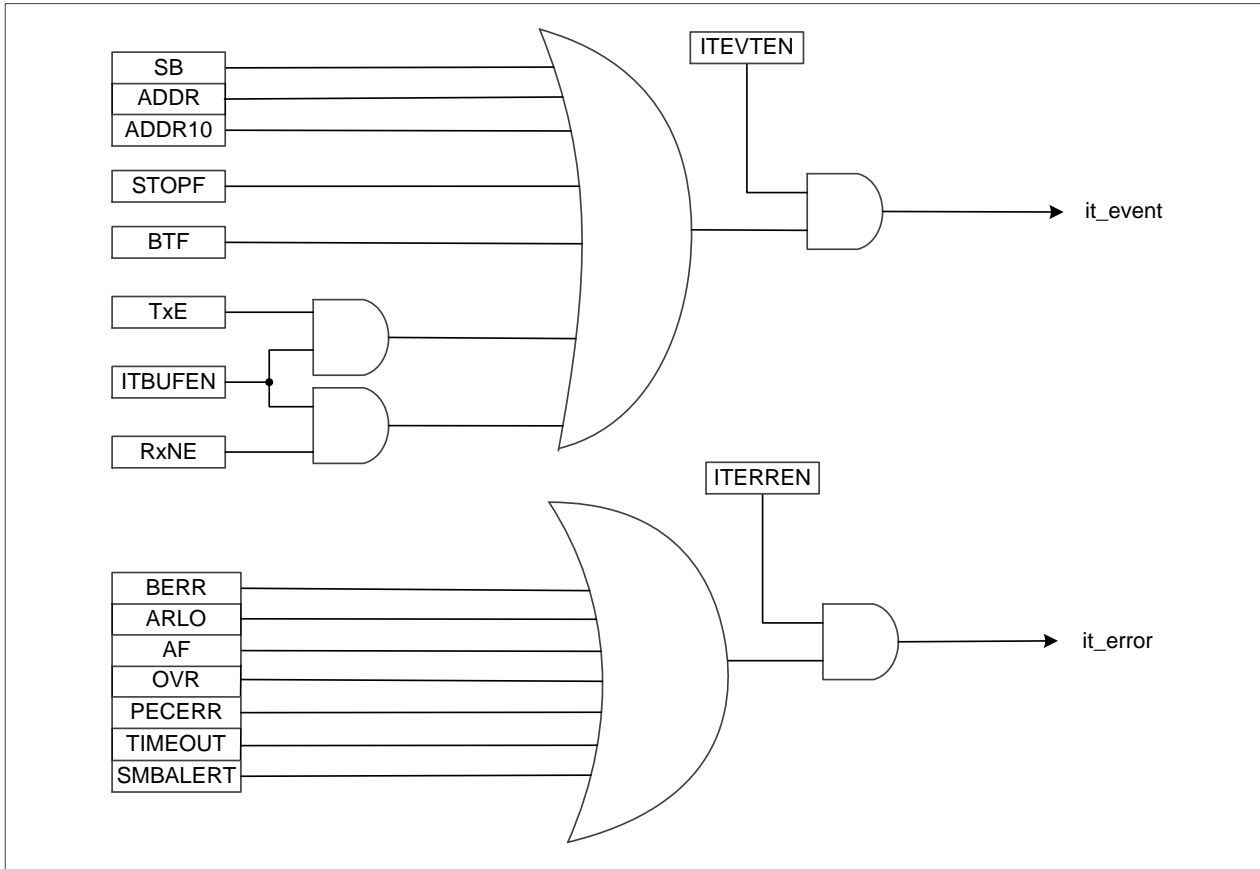 ITEVTEN
SB
ADDR
ADDR10
STOPF
it_event
BTF
TxE
ITBUFEN
RxNE
ITERREN
BERR
ARLO
AF
it_error
OVR
PECERR
TIMEOUT
SMBALERT